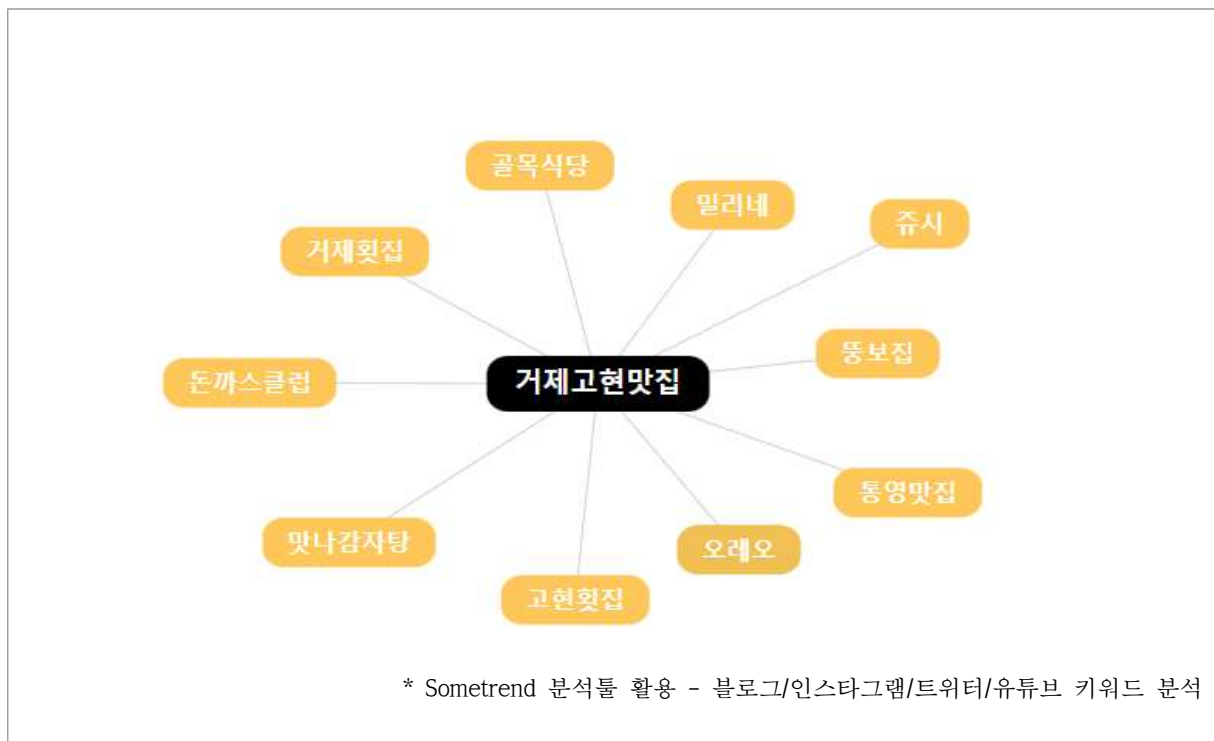 골목식당
밀리네
쥬시
거제횟집
뚱보집
돈까스클럽
거제고현맛집
통영맛집
맛나감자탕
오레오
고현횟집
* Sometrend 분석툴 활용 - 블로그/인스타그램/트위터/유튜브 키워드 분석